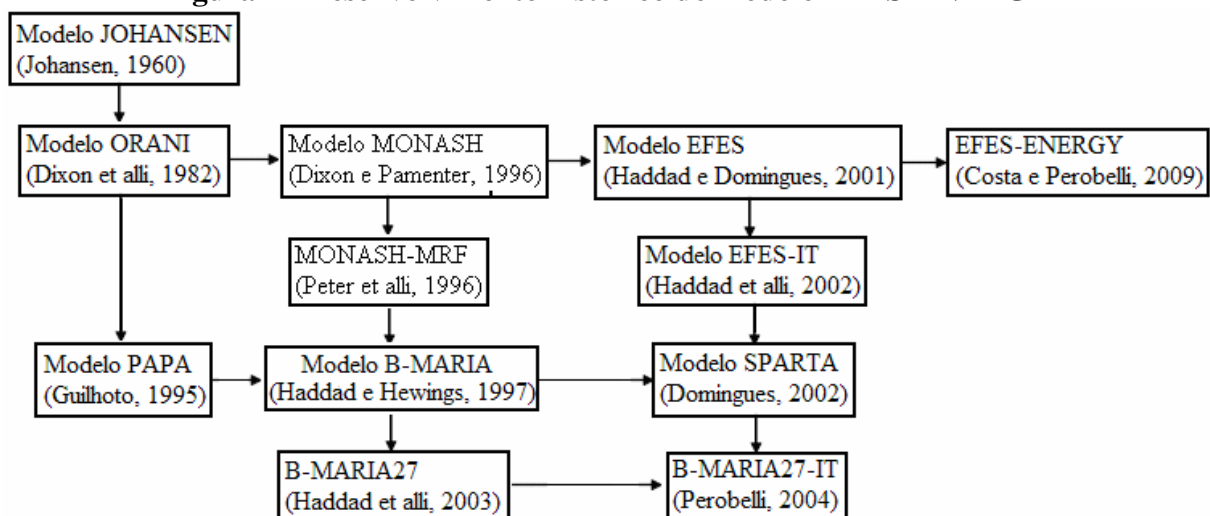 Modelo JOHANSEN
(Johansen, 1960)
Modelo ORANI
(Dixon et alli, 1982)
Modelo MONASH
(Dixon e Pamenter, 1996)
Modelo EFES
(Haddad e Domingues, 2001)
EFES-ENERGY
(Costa e Perobelli, 2009)
MONASH-MRF
(Peter et alli, 1996)
Modelo EFES-IT
(Haddad et alli, 2002)
Modelo PAPA
(Guilhoto, 1995)
Modelo B-MARIA
(Haddad e Hewings, 1997)
Modelo SPARTA
(Domingues, 2002)
B-MARIA27
(Haddad et alli, 2003)
B-MARIA27-IT
(Perobelli, 2004)